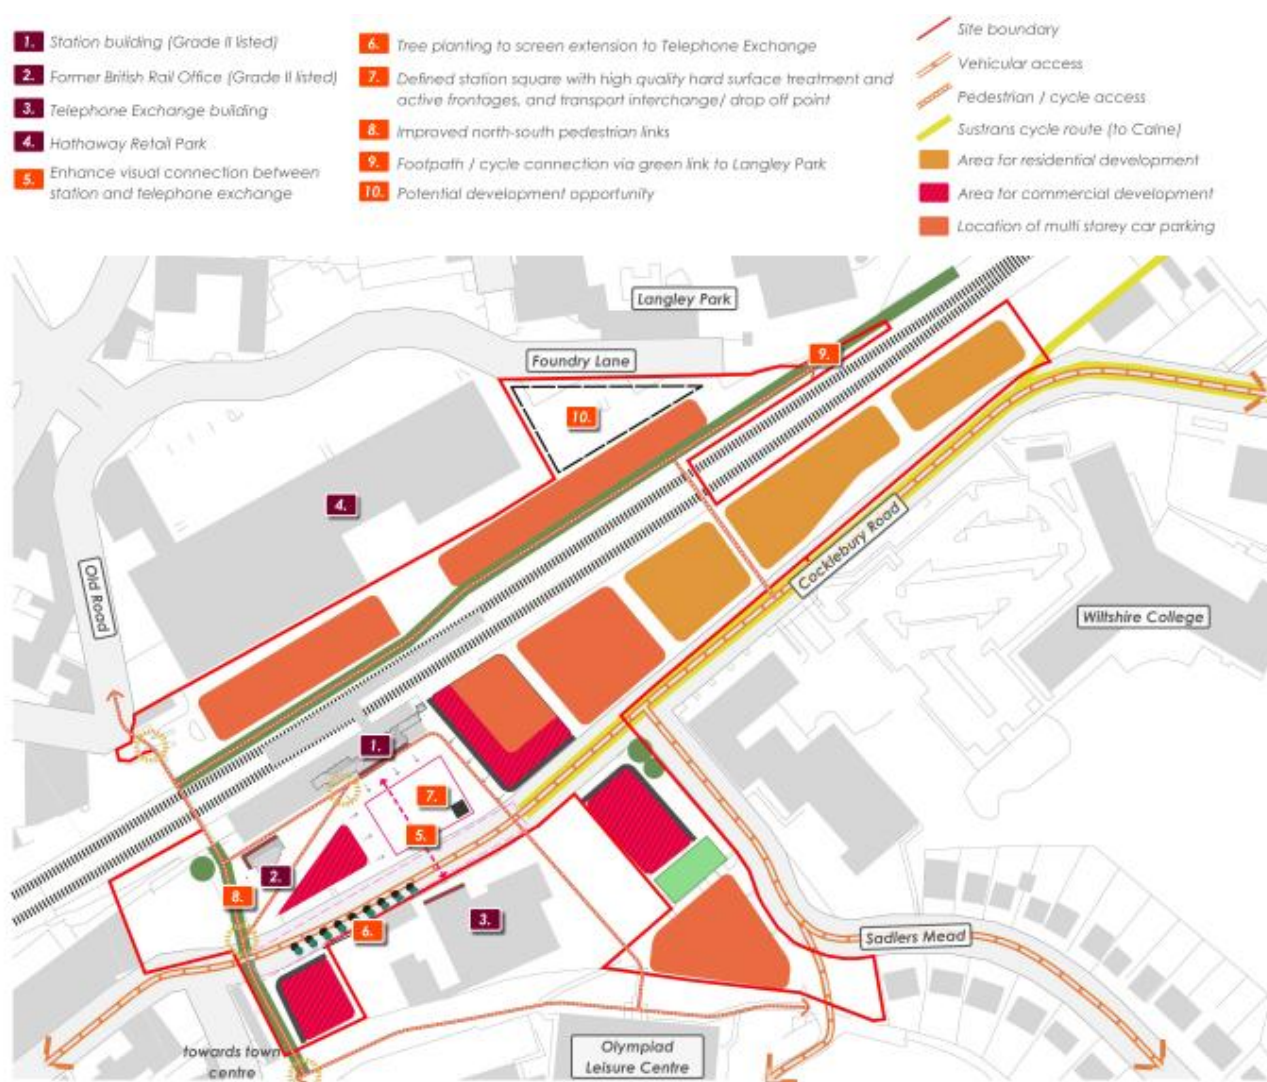 1. Station building (Grade II listed)
2. Former British Rail Office (Grade II listed)
3. Telephone Exchange building
4. Hathaway Retail Park
5. Enhance visual connection between
station and telephone exchange
6. Tree planting to screen extension to Telephone Exchange
7. Defined station square with high quality hard surface treatment and
active frontages, and transport interchange/ drop off point
8. Improved north-south pedestrian links
9. Footpath / cycle connection via green link to Langley Park
10. Potential development opportunity
Site boundary
Vehicular access
Pedestrian / cycle access
Sustrans cycle route (to Calne)
Area for residential development
Area for commercial development
Location of multi storey car parking
Langley Park
Foundry Lane
9.
10.
4.
Old Road
Cocklebury Road
Wiltshire College
1.
7.
5.
2.
8.
3.
6.
Sadlers Mead
towards town
centre
Olympiad
Leisure Centre